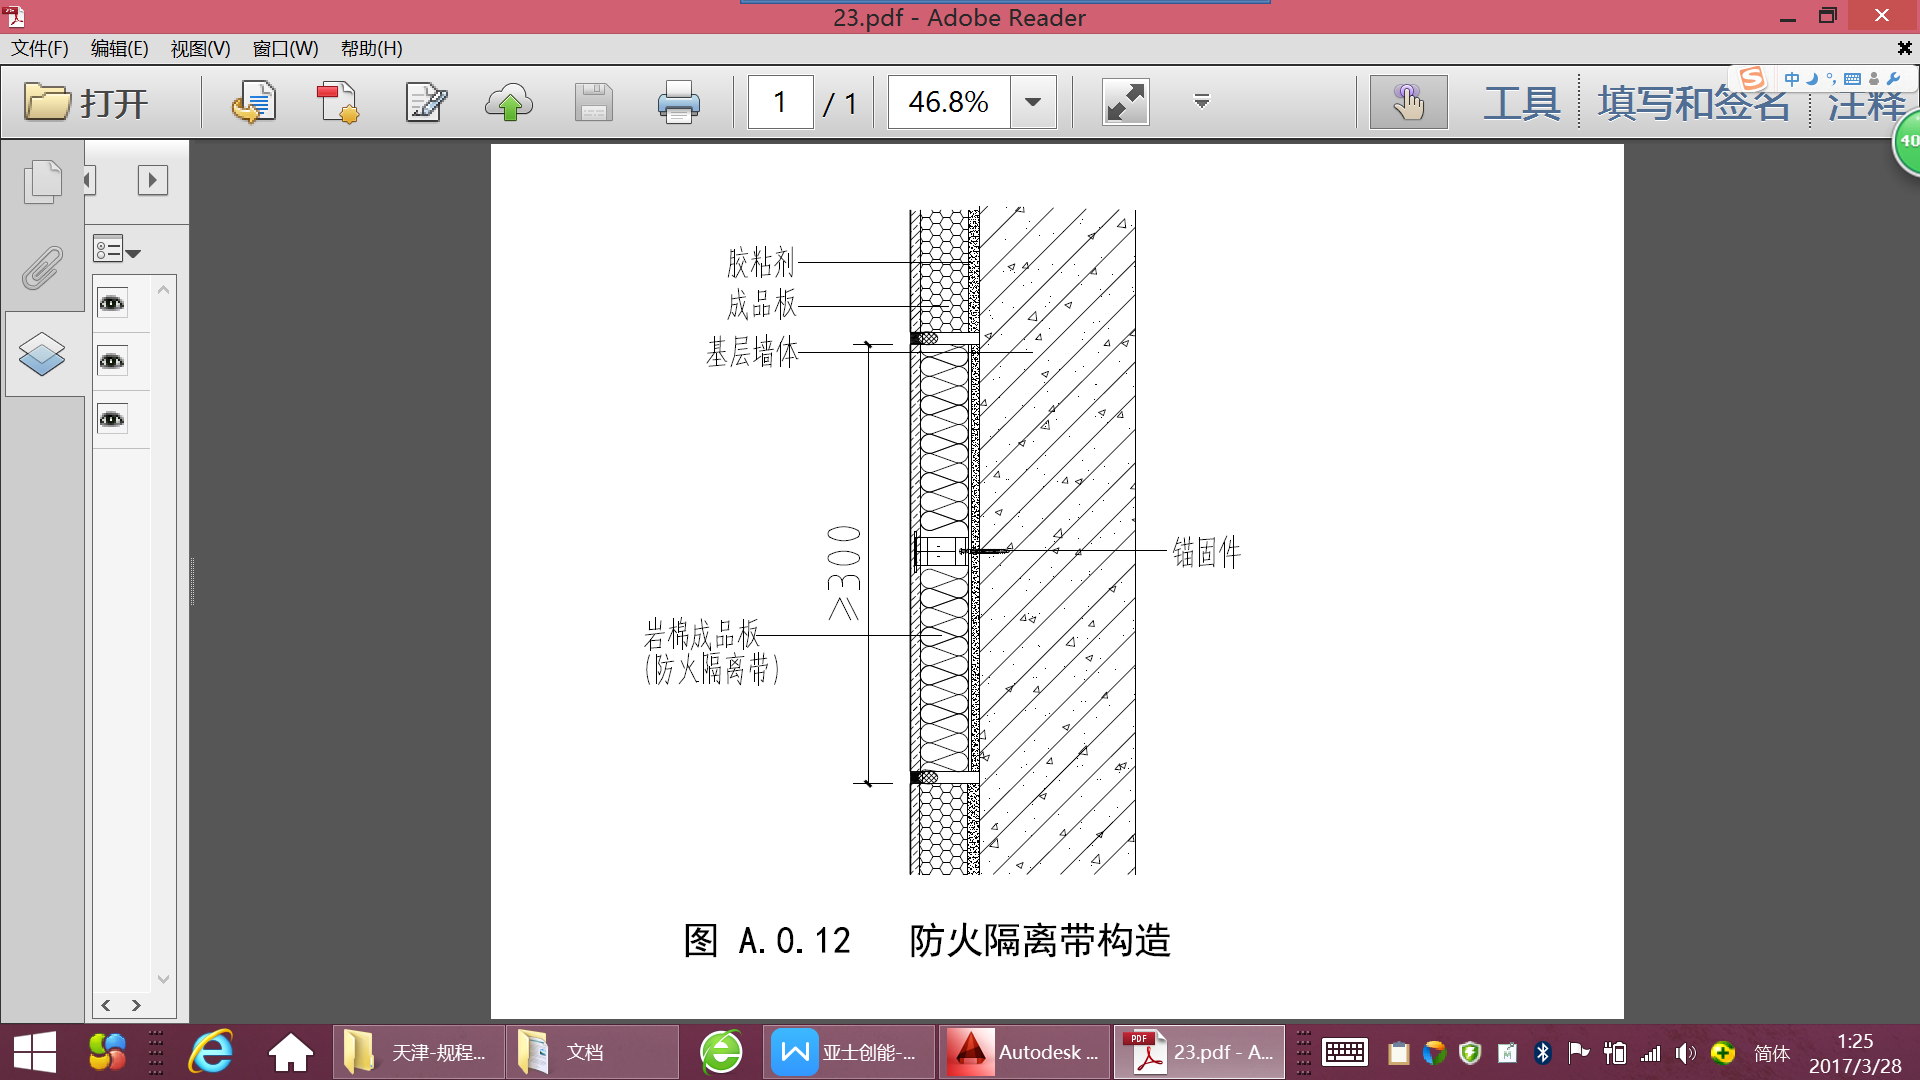 23.pdf - Adobe Reader
文件(F) 编辑(E) 视图(V) 窗口(W) 帮助(H)
打开 1 / 1 46.8% 工具 填写和签名 注释
中
40
胶粘剂
成品板
基层墙体
≥300
锚固件
岩棉成品板
(防火隔离带)
图 A.0.12 防火隔离带构造
天津-规程... 文档 亚士创能-... Autodesk ... PDF 23.pdf - A... 简体 1:25
2017/3/28